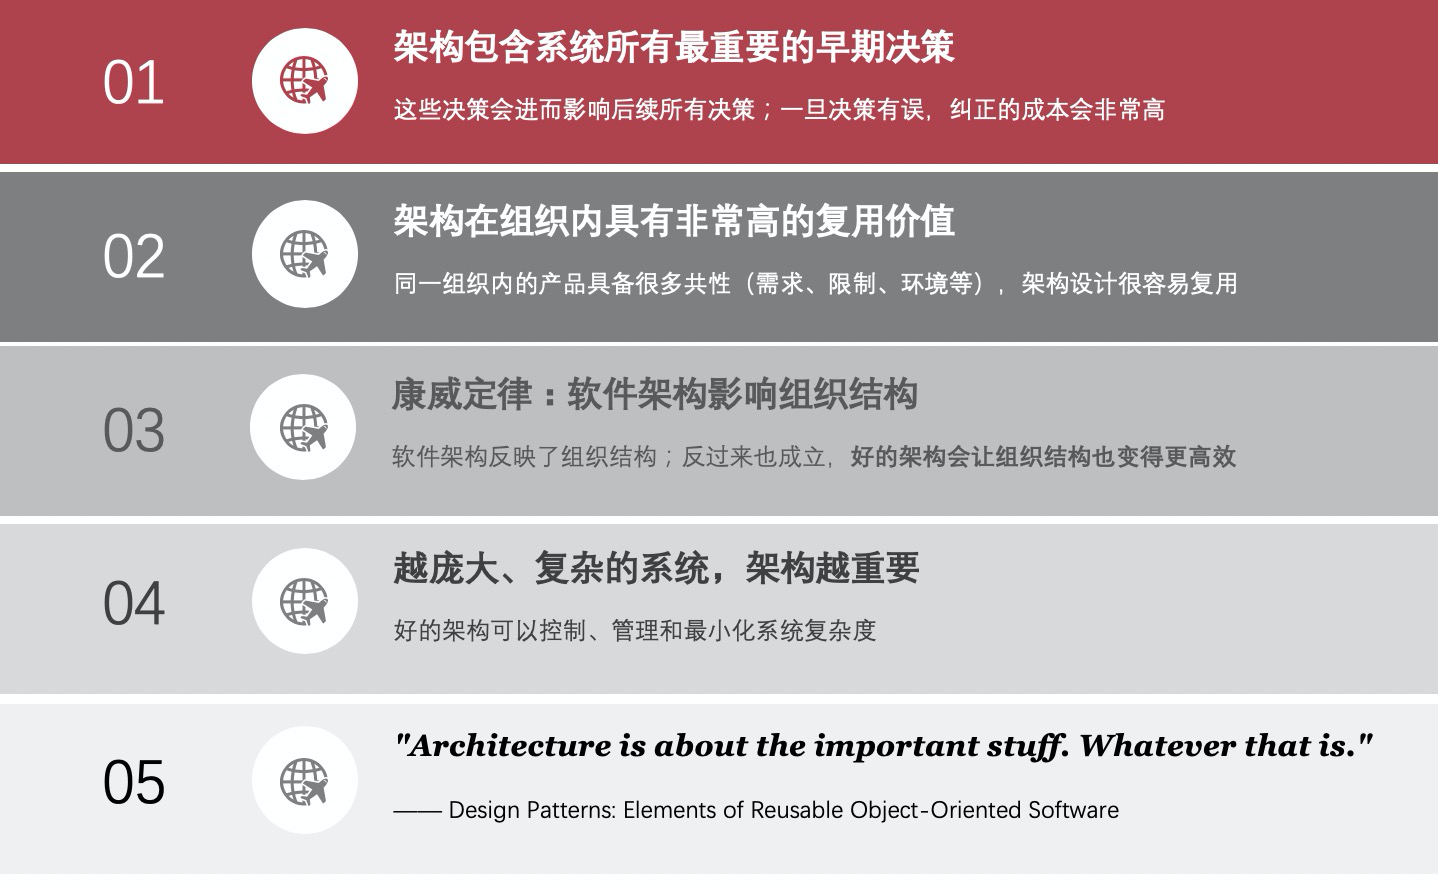 01
架构包含系统所有最重要的早期决策
这些决策会进而影响后续所有决策；一旦决策有误，纠正的成本会非常高
02
架构在组织内具有非常高的复用价值
同一组织内的产品具备很多共性（需求、限制、环境等），架构设计很容易复用
03
康威定律：软件架构影响组织结构
软件架构反映了组织结构；反过来也成立，好的架构会让组织结构也变得更高效
04
越庞大、复杂的系统，架构越重要
好的架构可以控制、管理和最小化系统复杂度
05
"Architecture is about the important stuff. Whatever that is."
—— Design Patterns: Elements of Reusable Object-Oriented Software